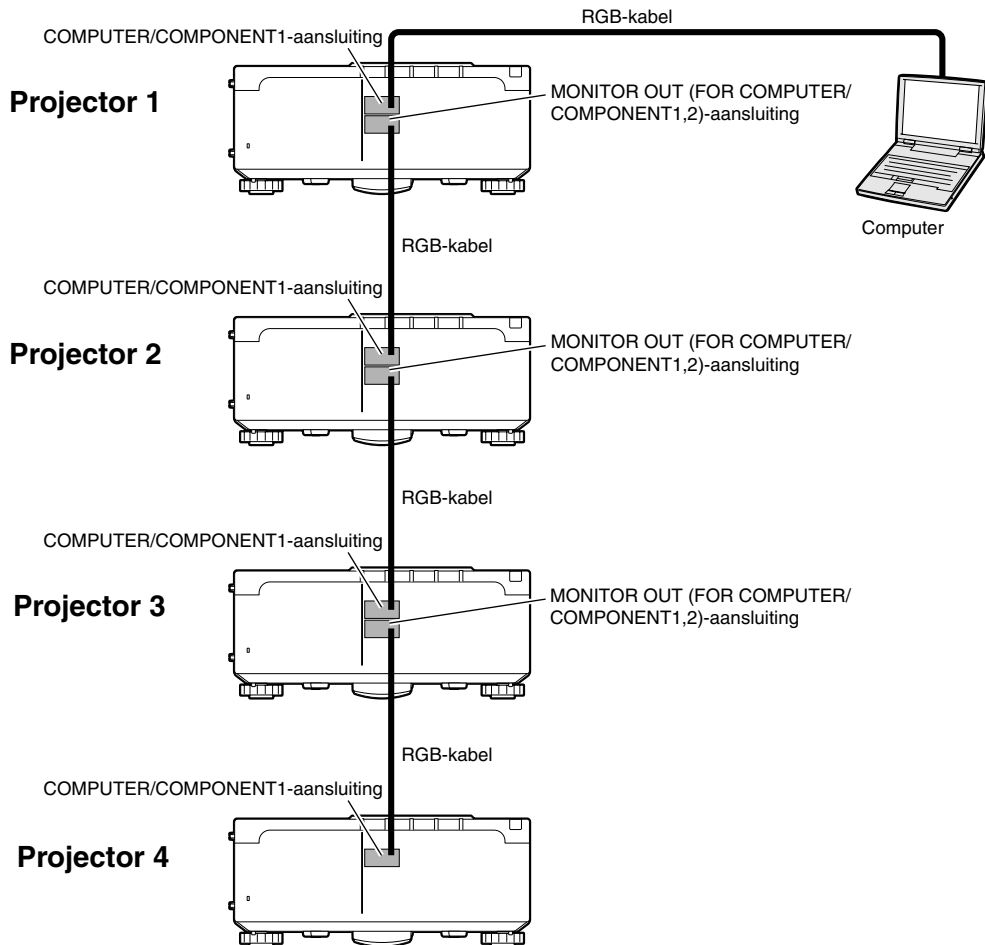 RGB-kabel
COMPUTER/COMPONENT1-aansluiting
Projector 1
MONITOR OUT (FOR COMPUTER/
COMPONENT1,2)-aansluiting
Computer
RGB-kabel
COMPUTER/COMPONENT1-aansluiting
Projector 2
MONITOR OUT (FOR COMPUTER/
COMPONENT1,2)-aansluiting
RGB-kabel
COMPUTER/COMPONENT1-aansluiting
Projector 3
MONITOR OUT (FOR COMPUTER/
COMPONENT1,2)-aansluiting
RGB-kabel
COMPUTER/COMPONENT1-aansluiting
Projector 4